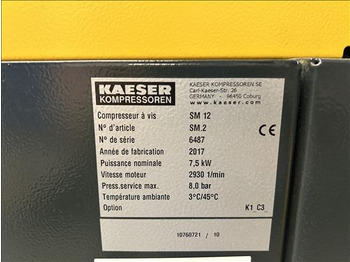 KAESER
KOMPRESSOREN
KAESER KOMPRESSOREN SE
Carl-Kaeser-Str. 26
GERMANY - 96450 Coburg
www.kaeser.com
Compresseur à vis SM 12
N° d'article SM.2
N° de série 6487
Année de fabrication 2017
Puissance nominale 7,5 kW
Vitesse moteur 2930 1/min
Press.service max. 8,0 bar
Température ambiante 3°C/45°C
Option K1_C3_
10760721 / 10
CE